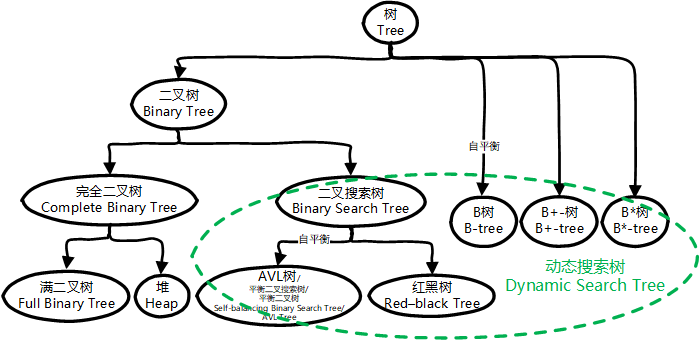 树
Tree
二叉树
Binary Tree
自平衡
完全二叉树
Complete Binary Tree
二叉搜索树
Binary Search Tree
B树
B-tree
B+-树
B+-tree
B*树
B*-tree
自平衡
动态搜索树
Dynamic Search Tree
满二叉树
Full Binary Tree
堆
Heap
AVL树/
平衡二叉搜索树/
平衡二叉树
Self-balancing Binary Search Tree/
AVL Tree
红黑树
Red–black Tree